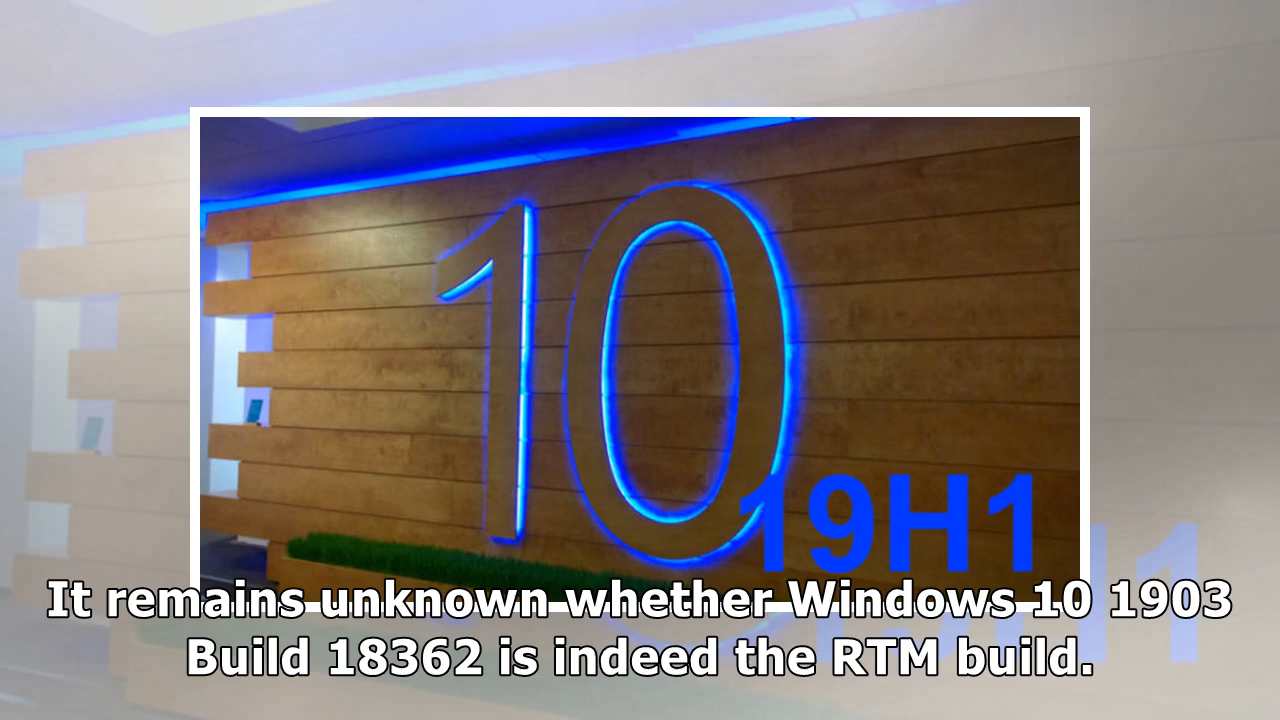 10
19H1
It remains unknown whether Windows 10 1903
Build 18362 is indeed the RTM build.